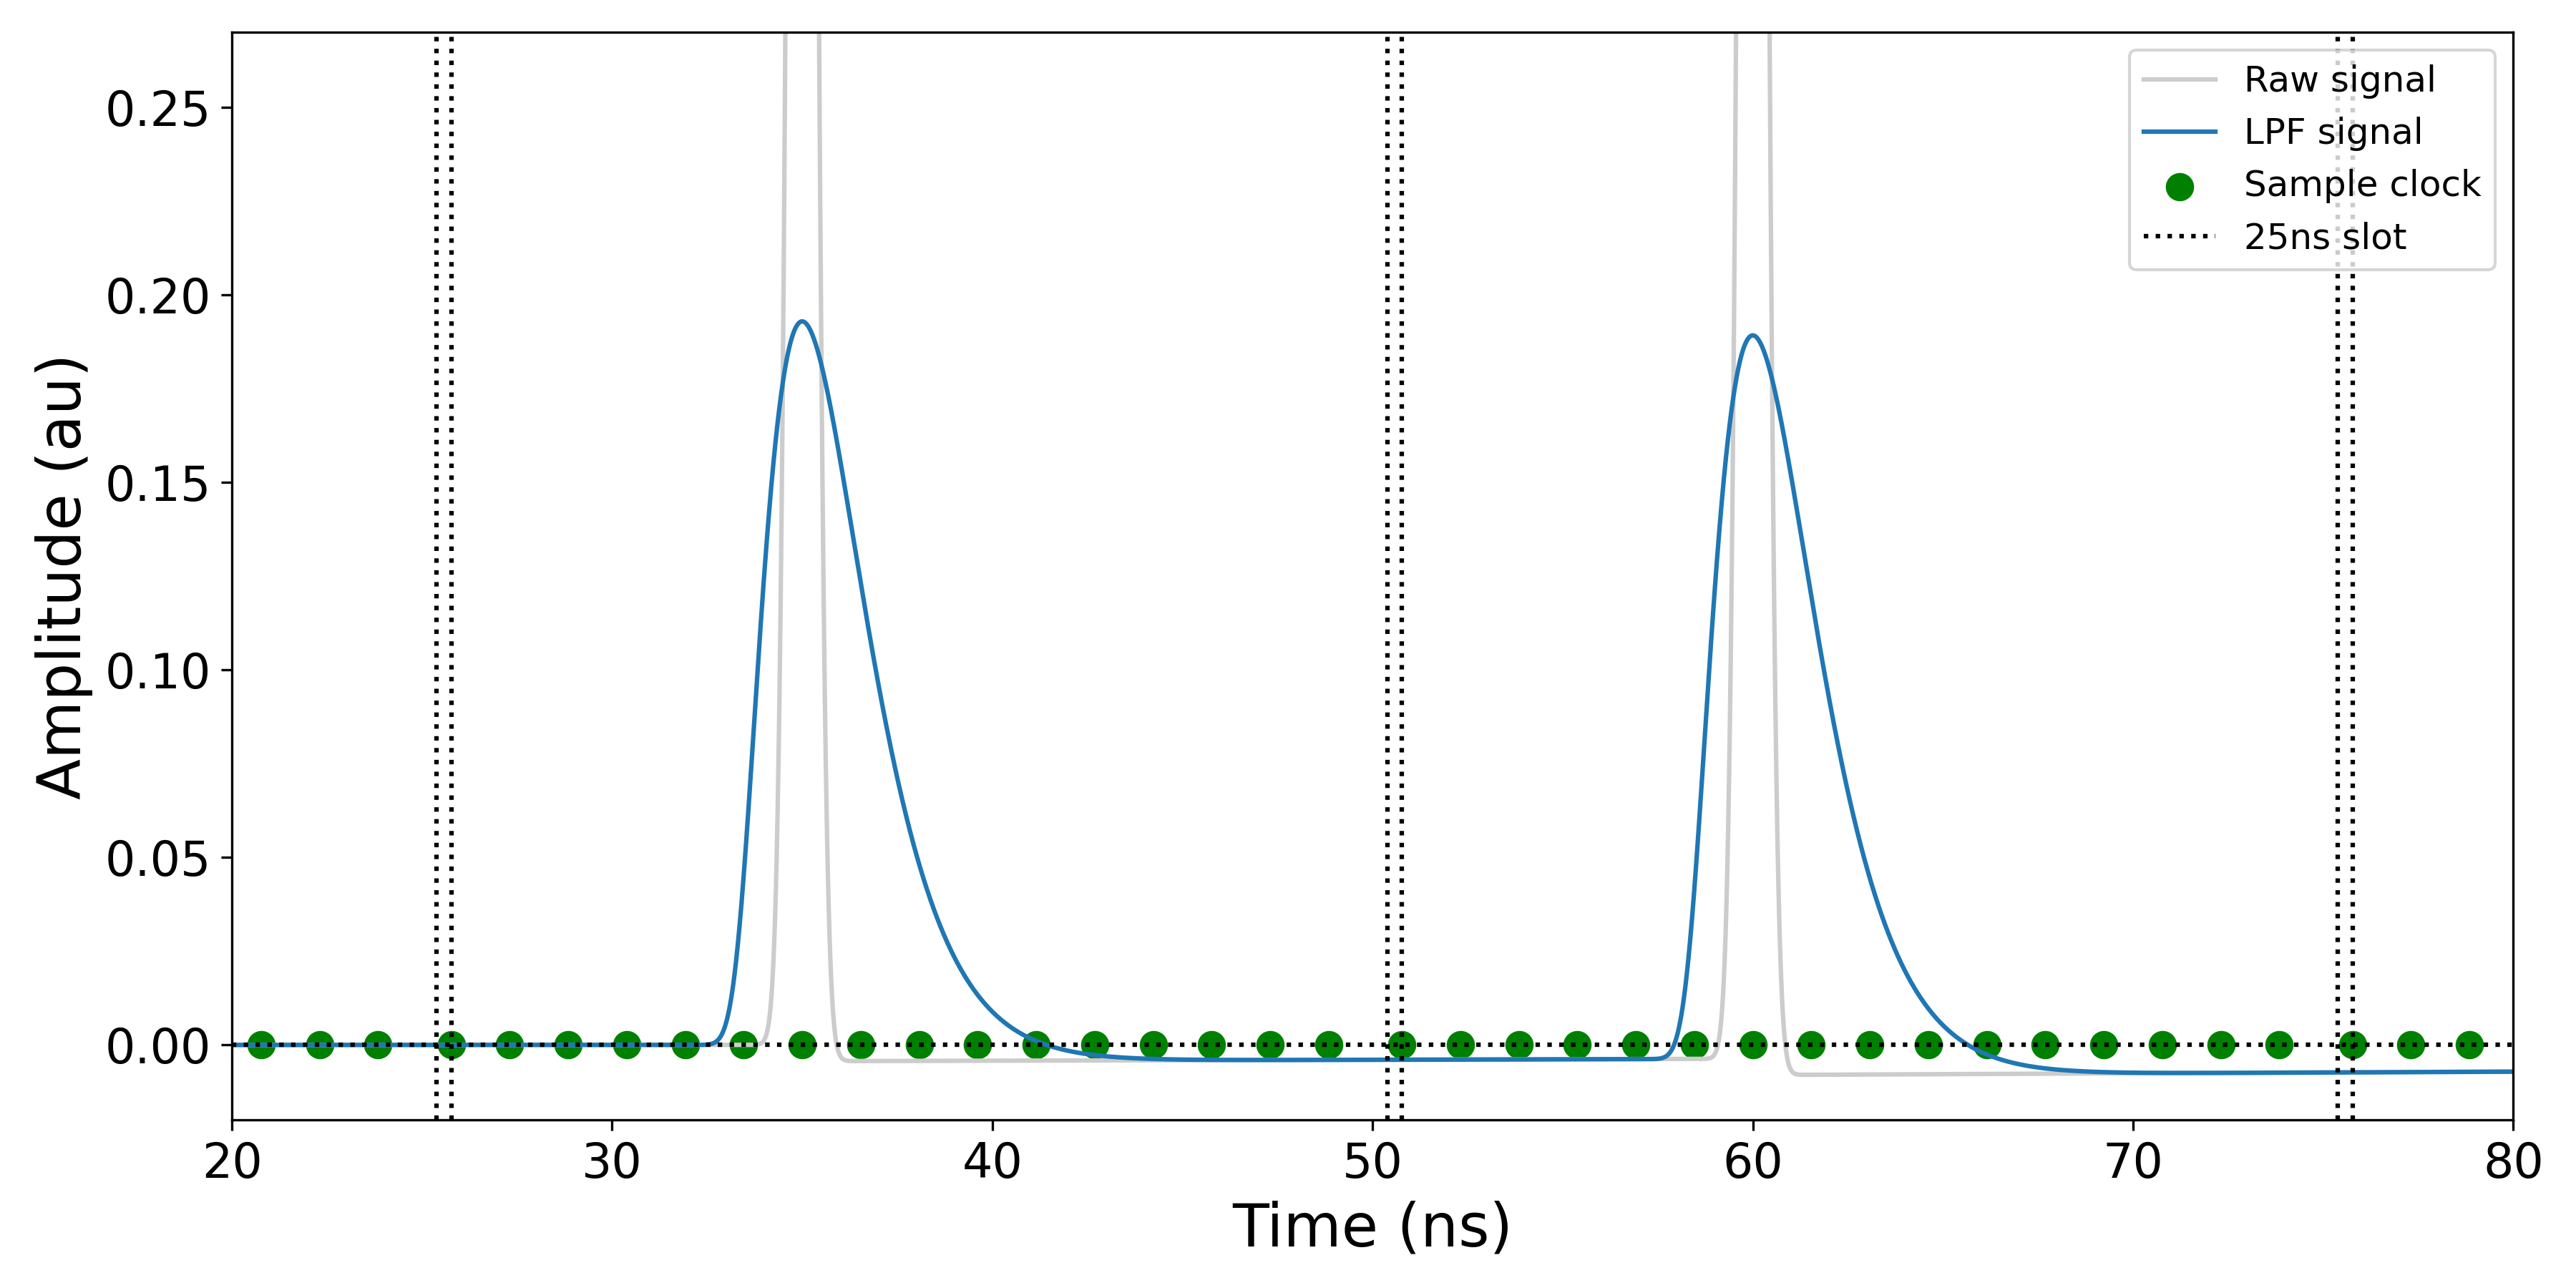 Amplitude (au)
0.25
0.20
0.15
0.10
0.05
0.00
Raw signal
LPF signal
Sample clock
25ns slot
20 30 40 50 60 70 80
Time (ns)